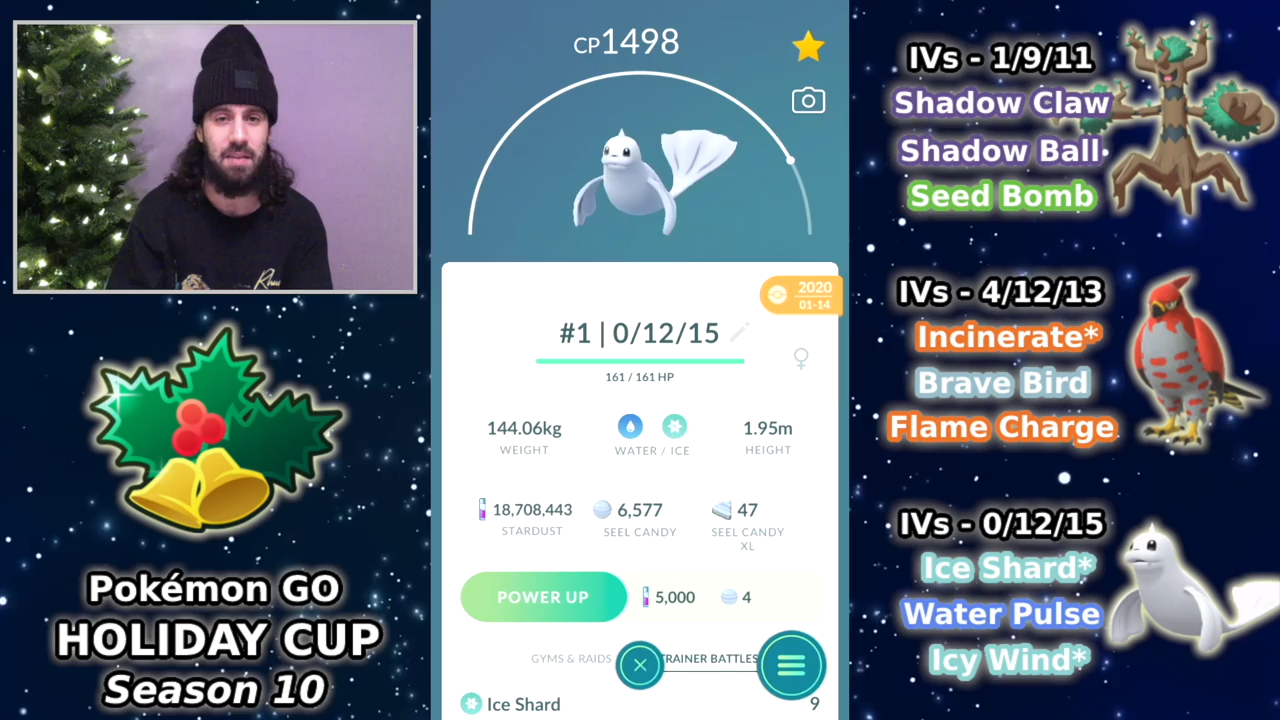 Pokémon GO
HOLIDAY CUP
Season 10
CP1498
2020
01-14
#1 | 0/12/15
161 / 161 HP
144.06kg
WEIGHT
WATER / ICE
1.95m
HEIGHT
18,708,443
STARDUST
6,577
SEEL CANDY
47
SEEL CANDY
XL
POWER UP
5,000
4
GYMS & RAIDS
TRAINER BATTLES
Ice Shard
9
IVs - 1/9/11
Shadow Claw
Shadow Ball
Seed Bomb
IVs - 4/12/13
Incinerate*
Brave Bird
Flame Charge
IVs - 0/12/15
Ice Shard*
Water Pulse
Icy Wind*